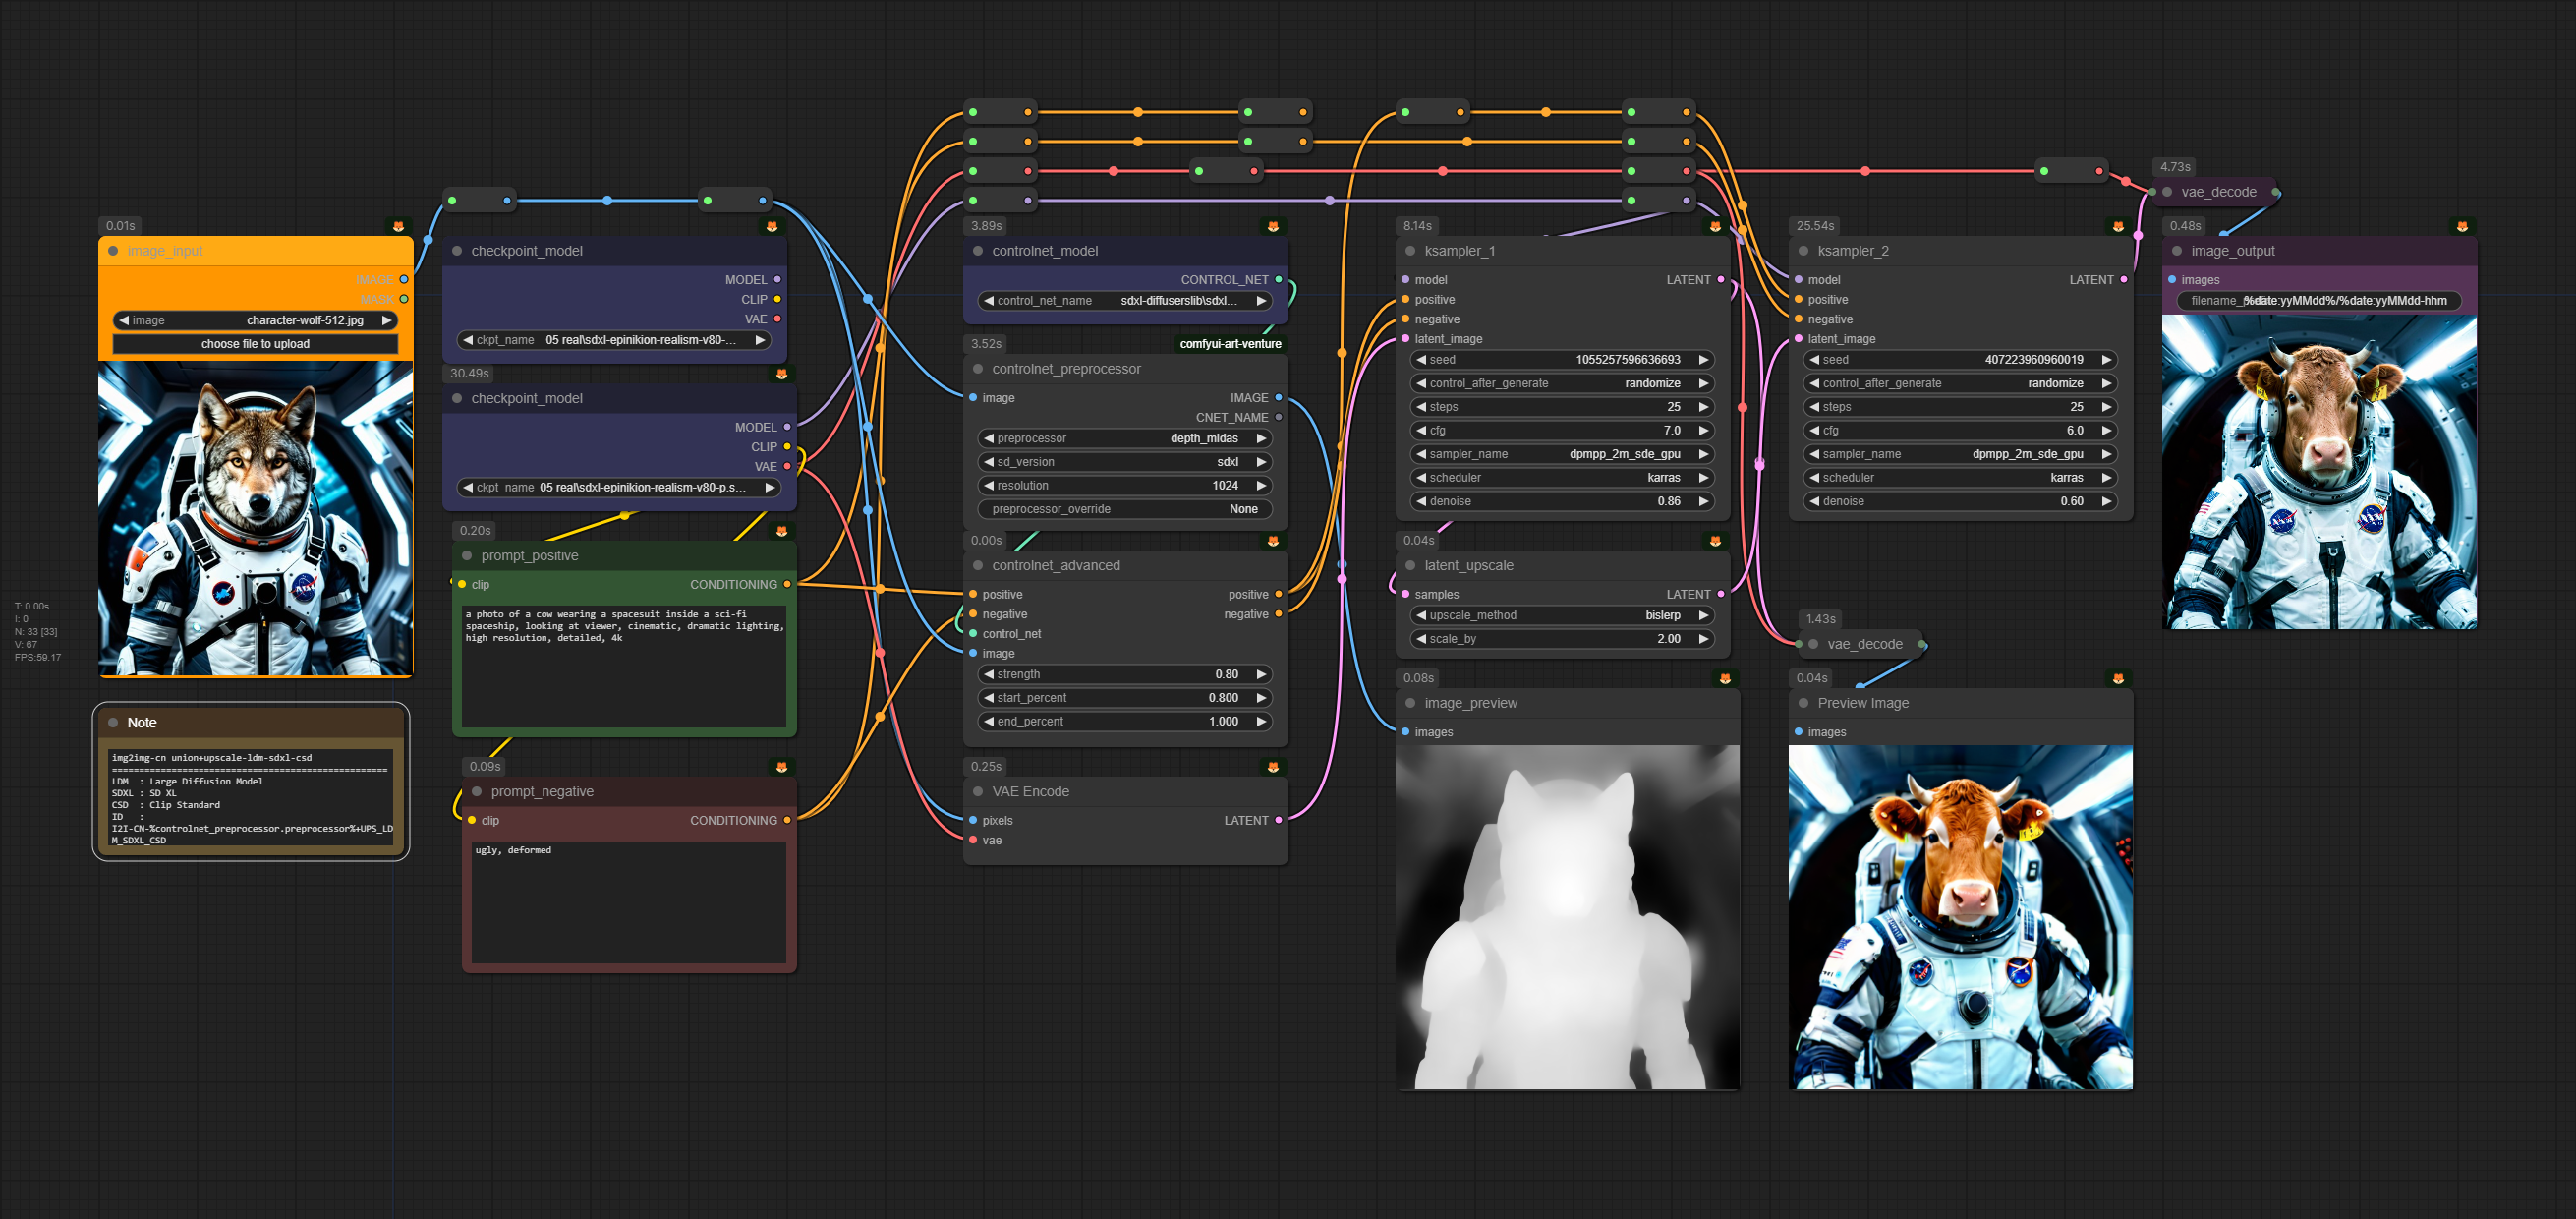 0.01s
image_input
IMAGE
MASK
image character-wolf-512.jpg
choose file to upload
T: 0.00s
I: 0
N: 33 [33]
V: 67
FPS:59.17
Note
img2img-cn union+upscale-ldm-sdxl-csd
==================================================
LDM : Large Diffusion Model
SDXL : SD XL
CSD : Clip Standard
ID :
I2I-CN-%controlnet_preprocessor.preprocessor%+UPS_LD
M_SDXL_CSD
checkpoint_model
MODEL
CLIP
VAE
ckpt_name 05 real\sdxl-epinikion-realism-v80-...
30.49s
checkpoint_model
MODEL
CLIP
VAE
ckpt_name 05 real\sdxl-epinikion-realism-v80-p.s...
0.20s
prompt_positive
clip CONDITIONING
a photo of a cow wearing a spacesuit inside a sci-fi
spaceship, looking at viewer, cinematic, dramatic lighting,
high resolution, detailed, 4k
0.09s
prompt_negative
clip CONDITIONING
ugly, deformed
3.89s
controlnet_model
CONTROL_NET
control_net_name sdxl-diffuserslib\sdxl...
3.52s comfyui-art-venture
controlnet_preprocessor
image IMAGE
CNET_NAME
preprocessor depth_midas
sd_version sdxl
resolution 1024
preprocessor_override None
0.00s
controlnet_advanced
positive positive
negative negative
control_net
image
strength 0.80
start_percent 0.800
end_percent 1.000
0.25s
VAE Encode
pixels LATENT
vae
8.14s
ksampler_1
model LATENT
positive
negative
latent_image
seed 1055257596636693
control_after_generate randomize
steps 25
cfg 7.0
sampler_name dpmpp_2m_sde_gpu
scheduler karras
denoise 0.86
0.04s
latent_upscale
samples LATENT
upscale_method bislerp
scale_by 2.00
0.08s
image_preview
images
25.54s
ksampler_2
model LATENT
positive
negative
latent_image
seed 407223960960019
control_after_generate randomize
steps 25
cfg 6.0
sampler_name dpmpp_2m_sde_gpu
scheduler karras
denoise 0.60
1.43s
vae_decode
0.04s
Preview Image
images
4.73s
vae_decode
0.48s
image_output
images
%date:yyMMdd%/%date:yyMMdd-hhm